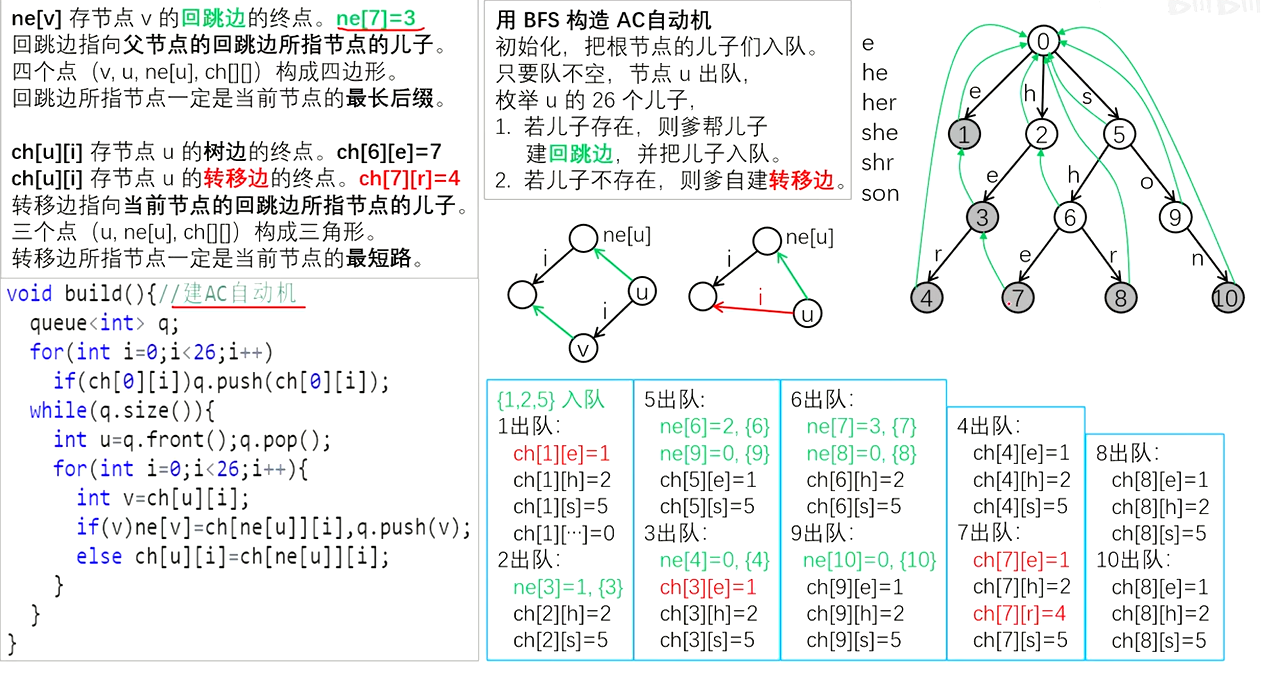 ne[v] 存节点 v 的回跳边的终点。ne[7]=3
回跳边指向父节点的回跳边所指节点的儿子。
四个点（v, u, ne[u], ch[][]）构成四边形。
回跳边所指节点一定是当前节点的最长后缀。
ch[u][i] 存节点 u 的树边的终点。ch[6][e]=7
ch[u][i] 存节点 u 的转移边的终点。ch[7][r]=4
转移边指向当前节点的回跳边所指节点的儿子。
三个点（u, ne[u], ch[][]）构成三角形。
转移边所指节点一定是当前节点的最短路。
void build(){//建AC自动机
queue<int> q;
for(int i=0;i<26;i++)
if(ch[0][i])q.push(ch[0][i]);
while(q.size()){
int u=q.front();q.pop();
for(int i=0;i<26;i++){
int v=ch[u][i];
if(v)ne[v]=ch[ne[u]][i],q.push(v);
else ch[u][i]=ch[ne[u]][i];
}
}
}
用 BFS 构造 AC自动机
初始化，把根节点的儿子们入队。
只要队不空，节点 u 出队，
枚举 u 的 26 个儿子，
1. 若儿子存在，则爹帮儿子
建回跳边，并把儿子入队。
2. 若儿子不存在，则爹自建转移边。
e
he
her
she
shr
son
0
e
h
s
1
2
5
e
h
o
3
6
9
r
e
r
n
4
7
8
10
ne[u]
i
u
i
v
ne[u]
i
i
u
{1,2,5} 入队
1出队:
ch[1][e]=1
ch[1][h]=2
ch[1][s]=5
ch[1][…]=0
2出队:
ne[3]=1, {3}
ch[2][h]=2
ch[2][s]=5
5出队:
ne[6]=2, {6}
ne[9]=0, {9}
ch[5][e]=1
ch[5][s]=5
3出队:
ne[4]=0, {4}
ch[3][e]=1
ch[3][h]=2
ch[3][s]=5
6出队:
ne[7]=3, {7}
ne[8]=0, {8}
ch[6][h]=2
ch[6][s]=5
9出队:
ne[10]=0, {10}
ch[9][e]=1
ch[9][h]=2
ch[9][s]=5
4出队:
ch[4][e]=1
ch[4][h]=2
ch[4][s]=5
7出队:
ch[7][e]=1
ch[7][h]=2
ch[7][r]=4
ch[7][s]=5
8出队:
ch[8][e]=1
ch[8][h]=2
ch[8][s]=5
10出队:
ch[8][e]=1
ch[8][h]=2
ch[8][s]=5